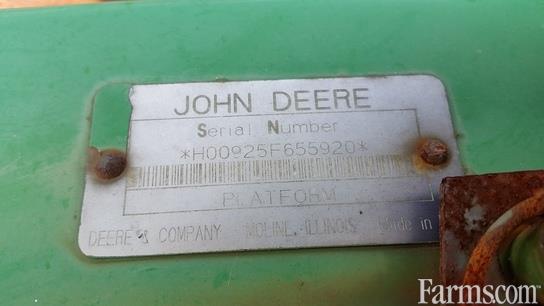 JOHN DEERE
Serial Number
*H00925F655920*
PLATFORM
DEERE & COMPANY MOLINE, ILLINOIS Made in
Farms.com